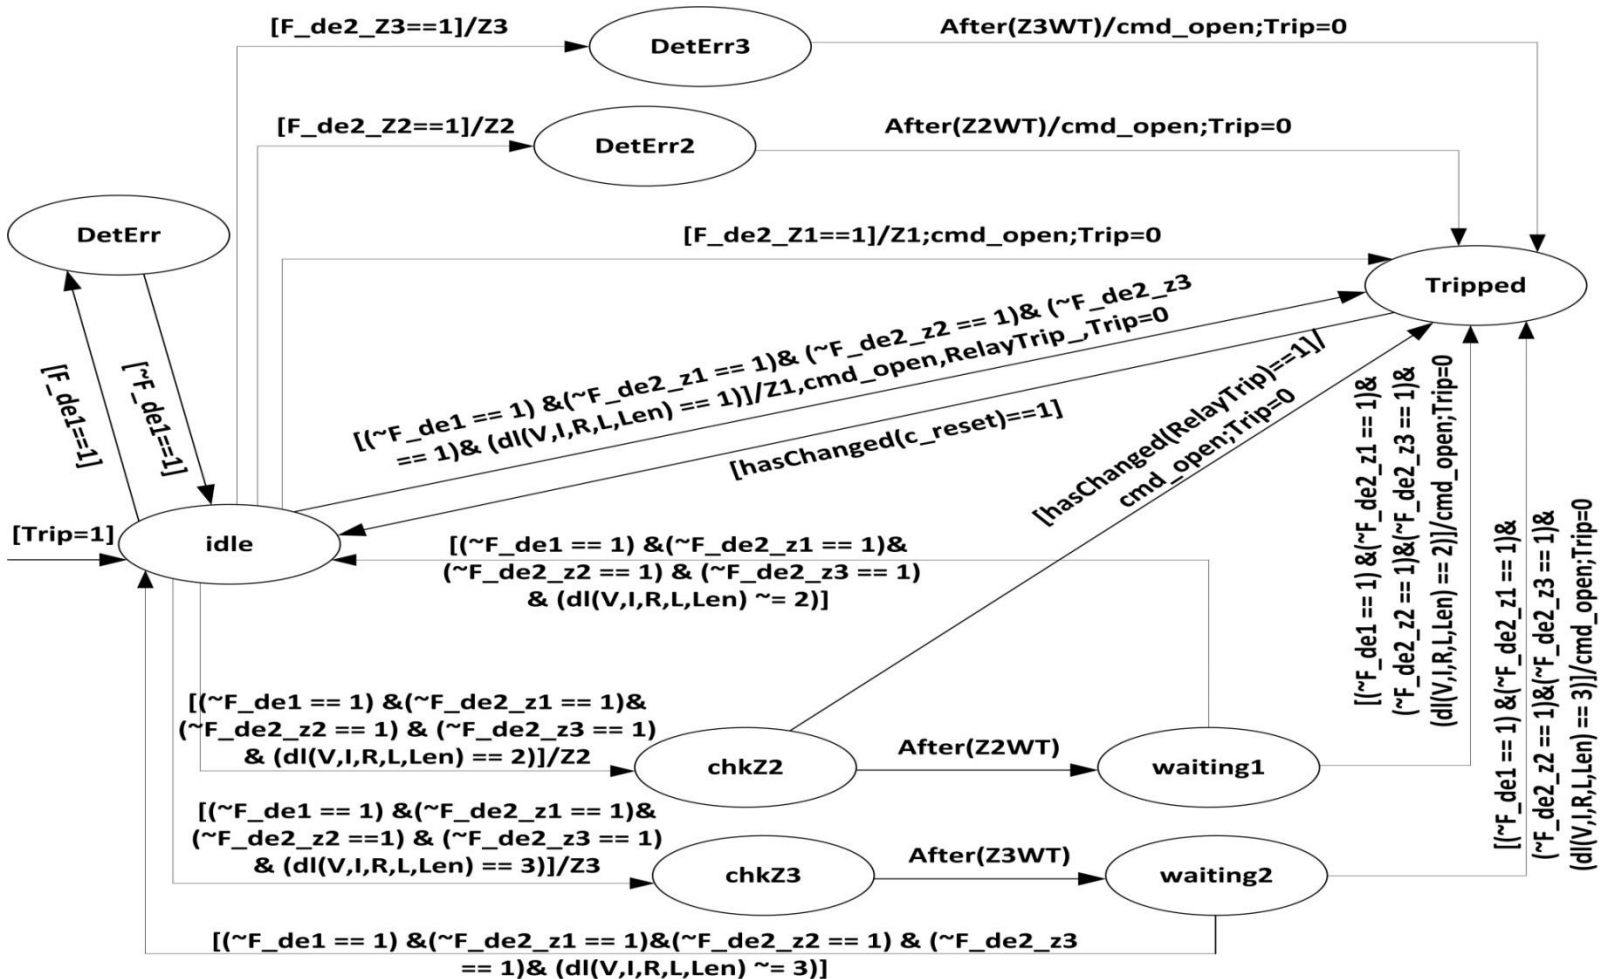 [F_de2_Z3==1]/Z3
DetErr3
After(Z3WT)/cmd_open;Trip=0
[F_de2_Z2==1]/Z2
DetErr2
After(Z2WT)/cmd_open;Trip=0
DetErr
[F_de2_Z1==1]/Z1;cmd_open;Trip=0
Tripped
[F_de1==1]
[~F_de1==1]
[(~F_de1 == 1) &(~F_de2_z1 == 1)& (~F_de2_z2 == 1)& (~F_de2_z3
== 1)& (dl(V,I,R,L,Len) == 1)]/Z1,cmd_open,RelayTrip_,Trip=0
[hasChanged(c_reset)==1]
[hasChanged(RelayTrip)==1]/
cmd_open;Trip=0
[(~F_de1 == 1) &(~F_de2_z1 == 1)&
(~F_de2_z2 == 1)&(~F_de2_z3 == 1)&
(dl(V,I,R,L,Len) == 2)]/cmd_open;Trip=0
[(~F_de1 == 1) &(~F_de2_z1 == 1)&
(~F_de2_z2 == 1)&(~F_de2_z3 == 1)&
(dl(V,I,R,L,Len) == 3)]/cmd_open;Trip=0
[Trip=1]
idle
[(~F_de1 == 1) &(~F_de2_z1 == 1)&
(~F_de2_z2 == 1) & (~F_de2_z3 == 1)
& (dl(V,I,R,L,Len) ~= 2)]
[(~F_de1 == 1) &(~F_de2_z1 == 1)&
(~F_de2_z2 == 1) & (~F_de2_z3 == 1)
& (dl(V,I,R,L,Len) == 2)]/Z2
chkZ2
After(Z2WT)
waiting1
[(~F_de1 == 1) &(~F_de2_z1 == 1)&
(~F_de2_z2 ==1) & (~F_de2_z3 == 1)
& (dl(V,I,R,L,Len) == 3)]/Z3
chkZ3
After(Z3WT)
waiting2
[(~F_de1 == 1) &(~F_de2_z1 == 1)&(~F_de2_z2 == 1) & (~F_de2_z3
== 1)& (dl(V,I,R,L,Len) ~= 3)]